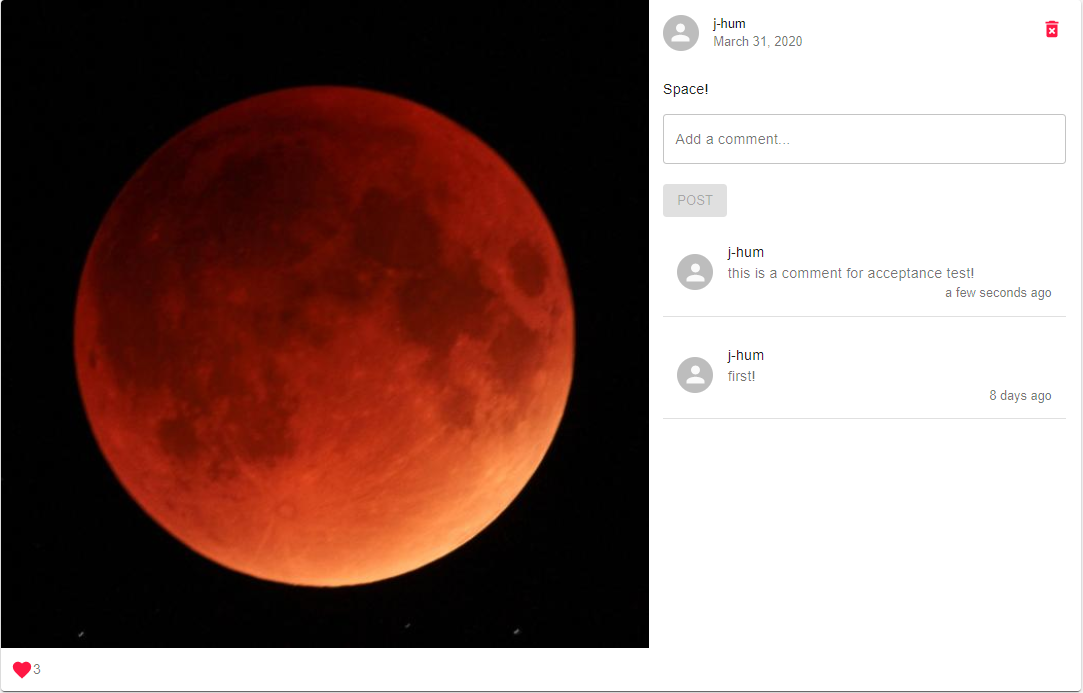 j-hum
March 31, 2020
Space!
Add a comment...
POST
j-hum
this is a comment for acceptance test!
a few seconds ago
j-hum
first!
8 days ago
3